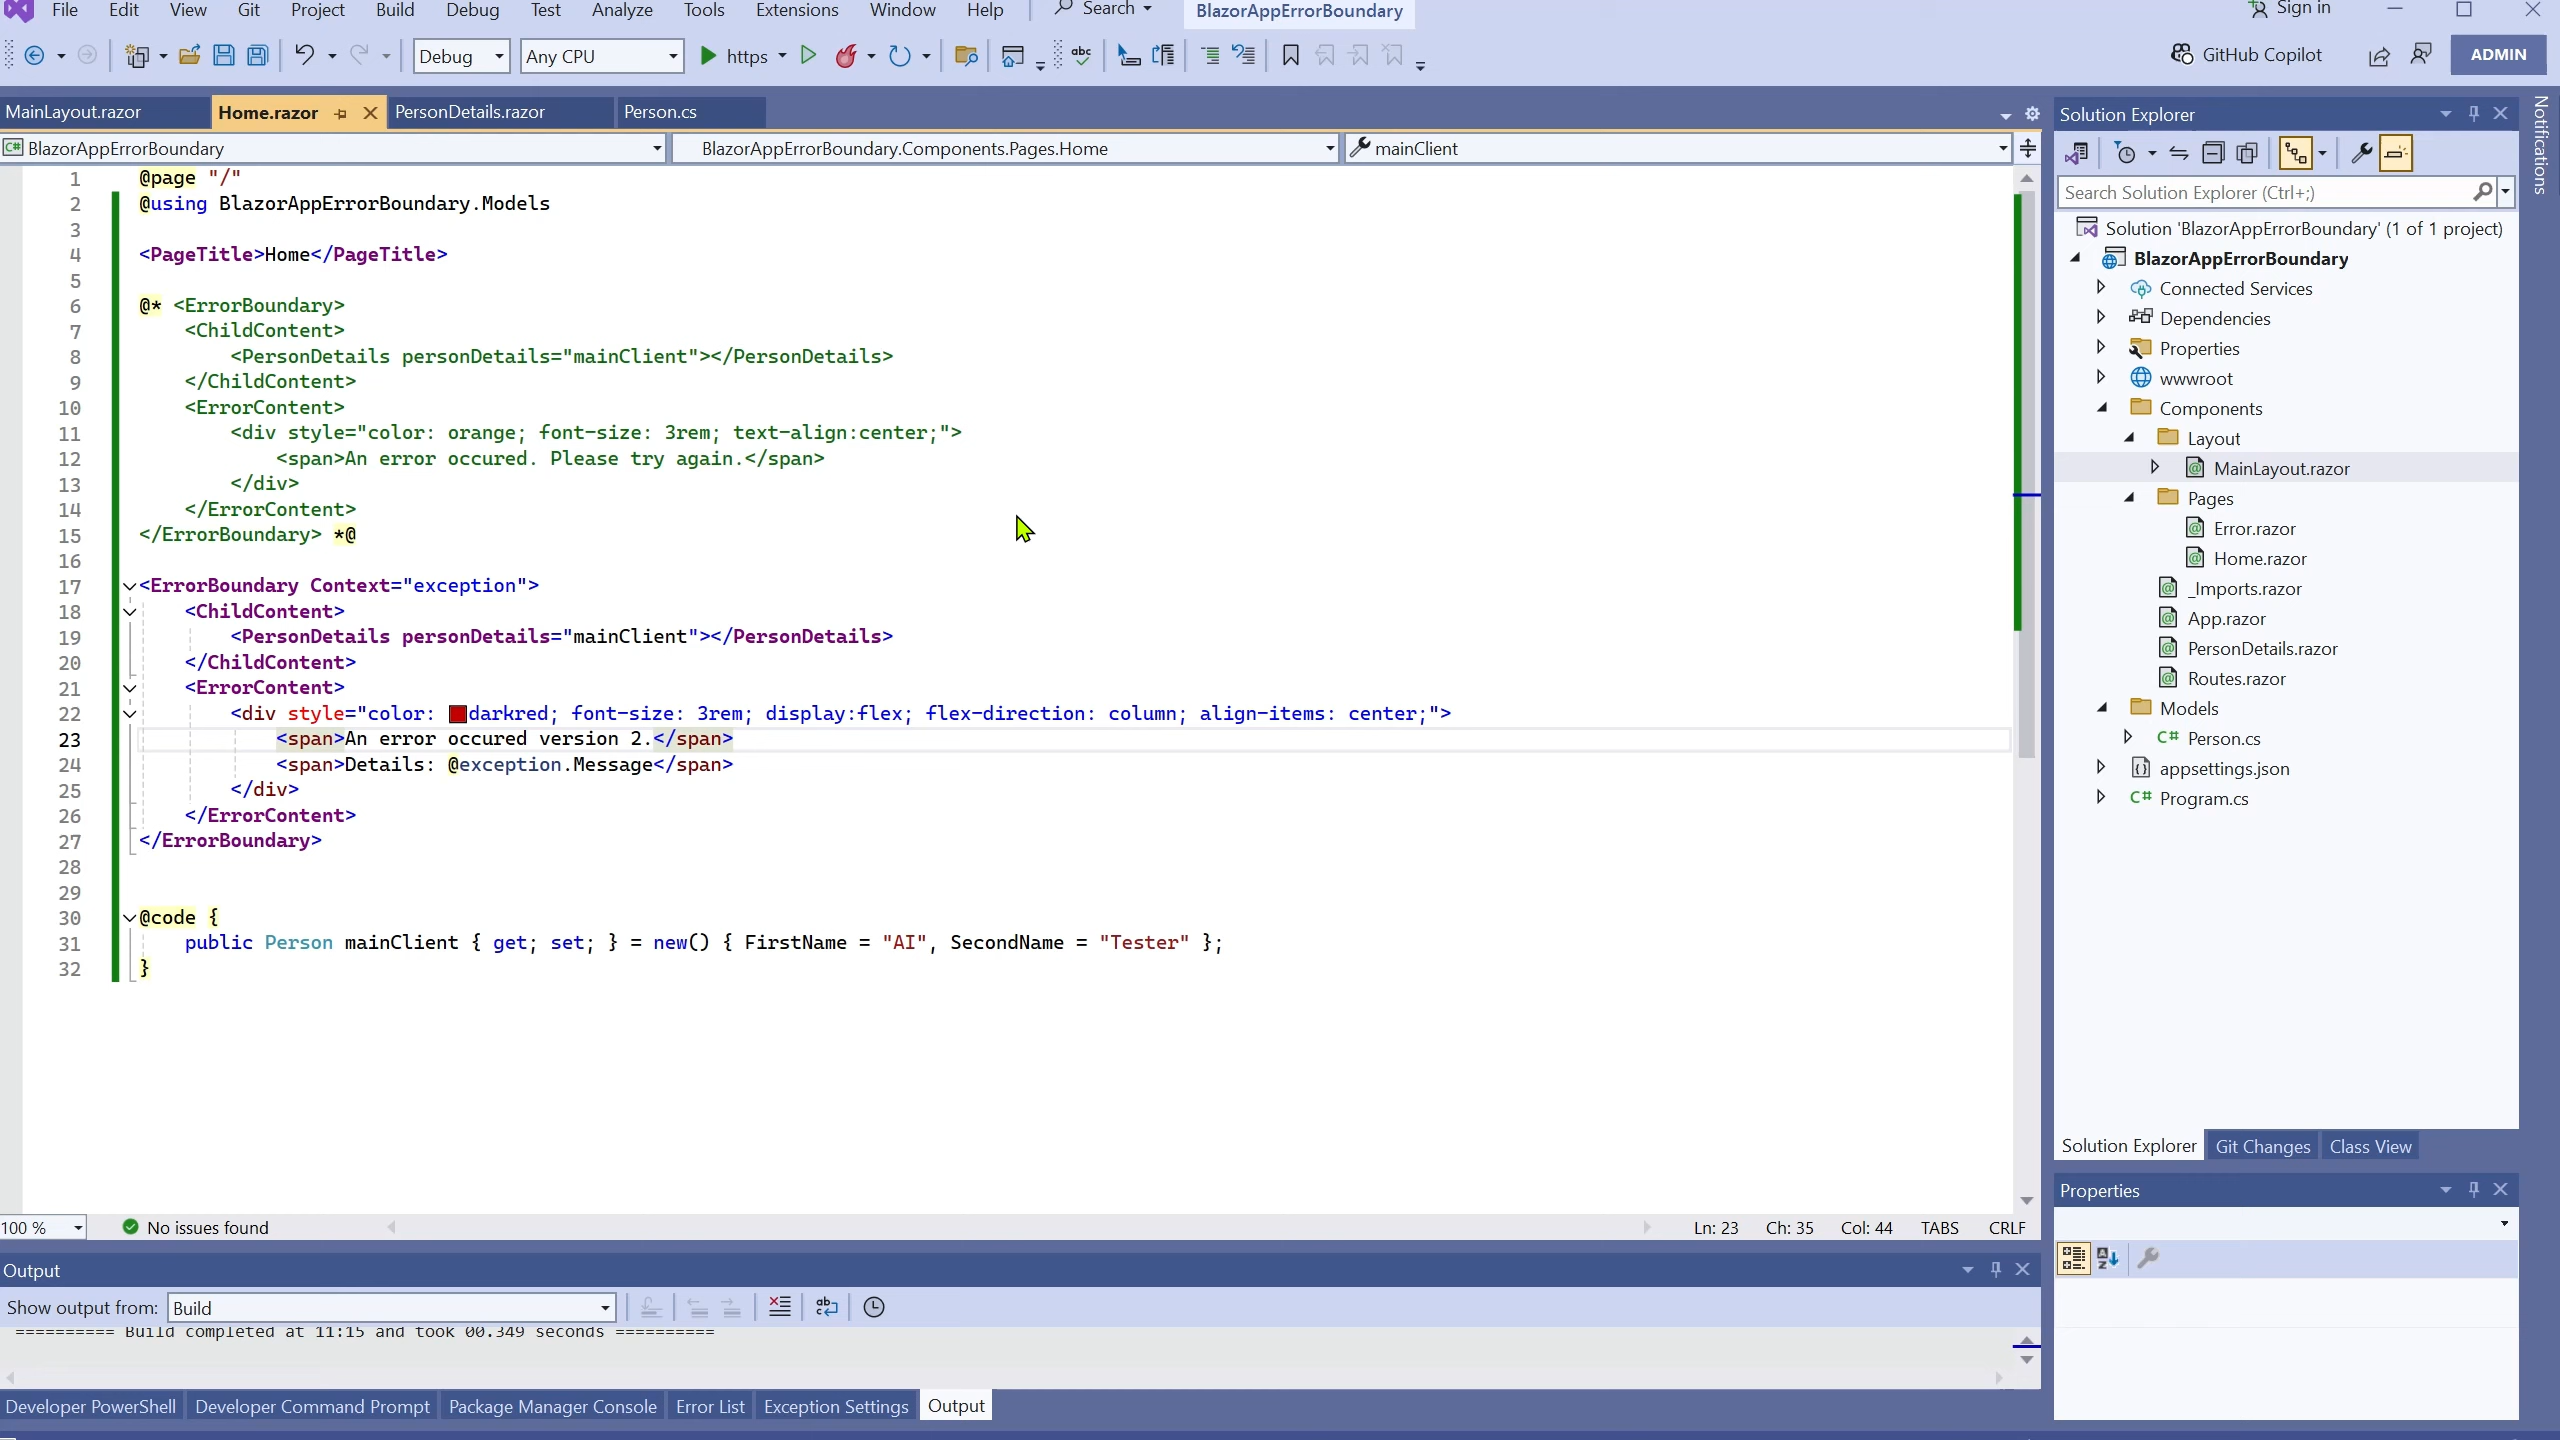 File Edit View Git Project Build Debug Test Analyze Tools Extensions Window Help Search BlazorAppErrorBoundary Sign in
Debug Any CPU https abc GitHub Copilot ADMIN
MainLayout.razor Home.razor PersonDetails.razor Person.cs
BlazorAppErrorBoundary BlazorAppErrorBoundary.Components.Pages.Home mainClient
1 @page "/"
2 @using BlazorAppErrorBoundary.Models
3
4 <PageTitle>Home</PageTitle>
5
6 @* <ErrorBoundary>
7 <ChildContent>
8 <PersonDetails personDetails="mainClient"></PersonDetails>
9 </ChildContent>
10 <ErrorContent>
11 <div style="color: orange; font-size: 3rem; text-align:center;">
12 <span>An error occured. Please try again.</span>
13 </div>
14 </ErrorContent>
15 </ErrorBoundary> *@
16
17 <ErrorBoundary Context="exception">
18 <ChildContent>
19 <PersonDetails personDetails="mainClient"></PersonDetails>
20 </ChildContent>
21 <ErrorContent>
22 <div style="color: darkred; font-size: 3rem; display:flex; flex-direction: column; align-items: center;">
23 <span>An error occured version 2.</span>
24 <span>Details: @exception.Message</span>
25 </div>
26 </ErrorContent>
27 </ErrorBoundary>
28
29
30 @code {
31 public Person mainClient { get; set; } = new() { FirstName = "AI", SecondName = "Tester" };
32 }
100 % No issues found Ln: 23 Ch: 35 Col: 44 TABS CRLF
Output
Show output from: Build
========== Build completed at 11:15 and took 00.349 seconds ==========
Developer PowerShell Developer Command Prompt Package Manager Console Error List Exception Settings Output
Solution Explorer
Search Solution Explorer (Ctrl+;)
Solution 'BlazorAppErrorBoundary' (1 of 1 project)
BlazorAppErrorBoundary
Connected Services
Dependencies
Properties
wwwroot
Components
Layout
MainLayout.razor
Pages
Error.razor
Home.razor
_Imports.razor
App.razor
PersonDetails.razor
Routes.razor
Models
C# Person.cs
appsettings.json
C# Program.cs
Solution Explorer Git Changes Class View
Properties
Notifications